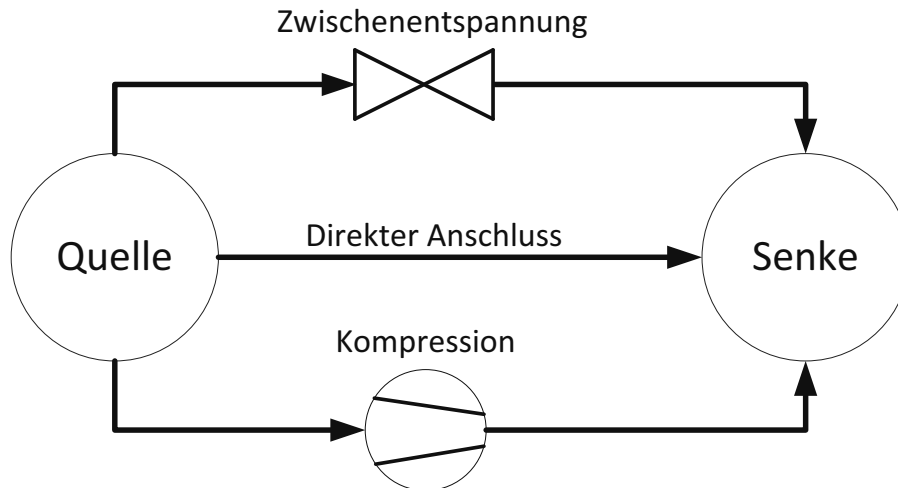 Zwischenentspannung
Quelle
Direkter Anschluss
Senke
Kompression